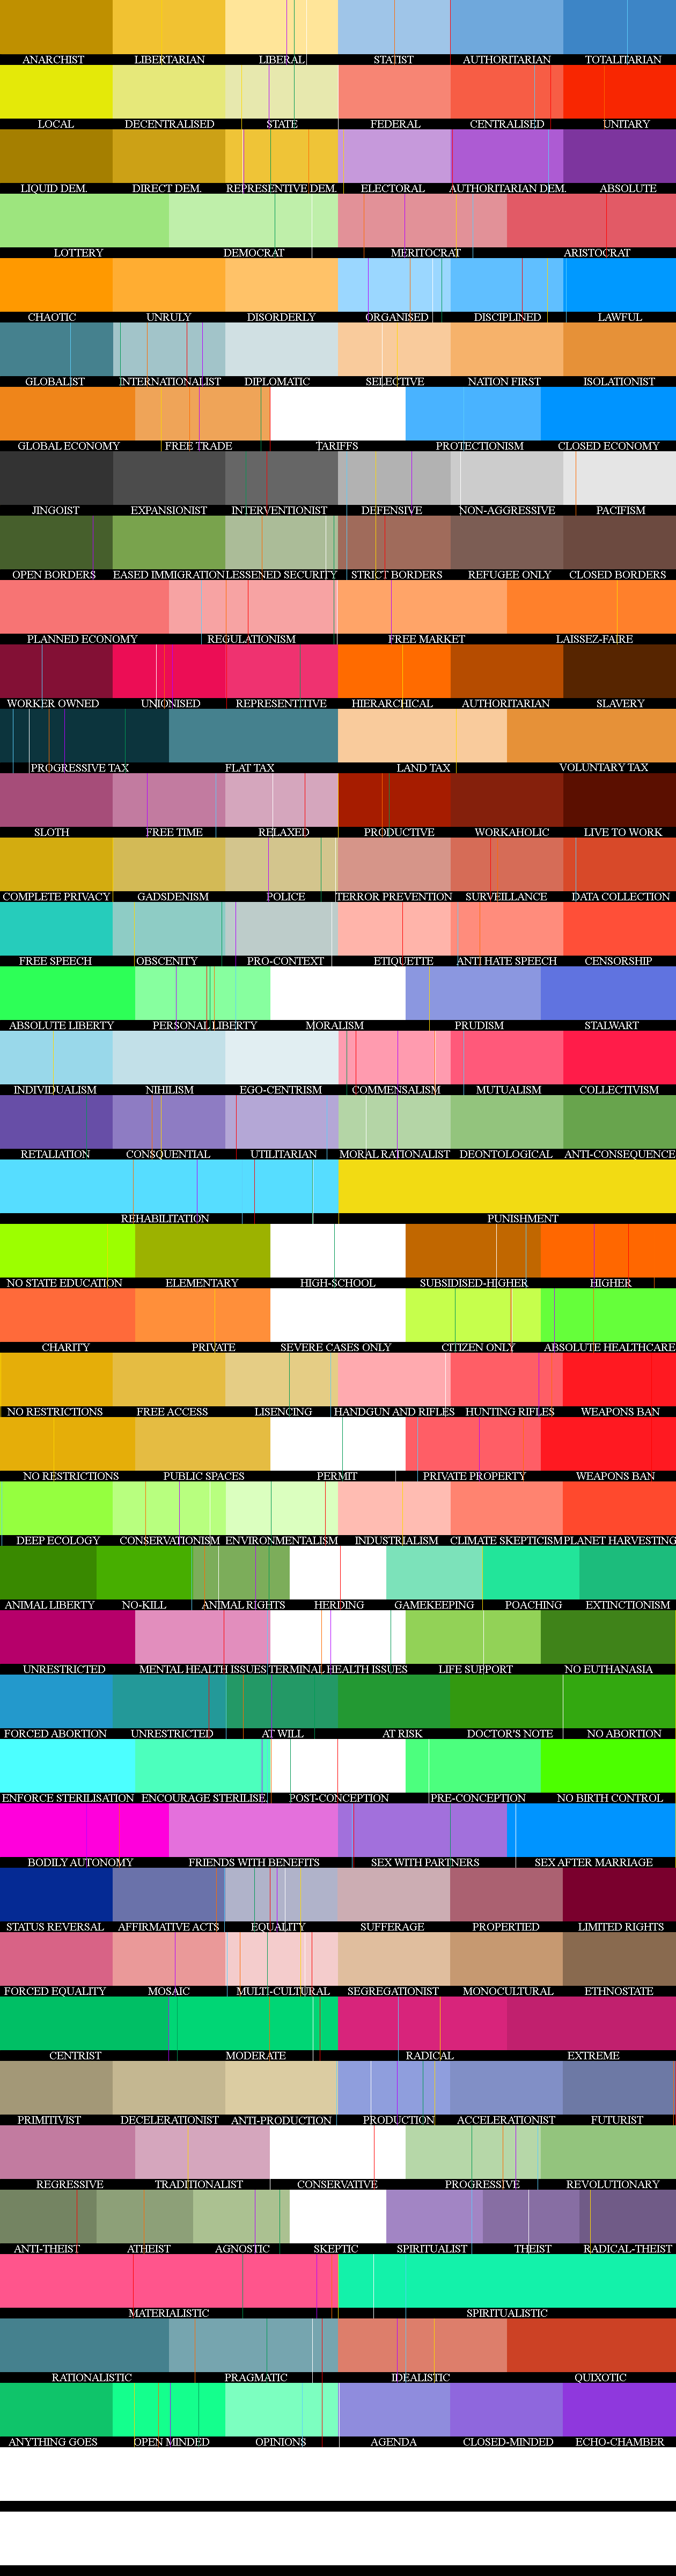 ANARCHIST LIBERTARIAN LIBERAL STATIST AUTHORITARIAN TOTALITARIAN
LOCAL DECENTRALISED STATE FEDERAL CENTRALISED UNITARY
LIQUID DEM. DIRECT DEM. REPRESENTIVE DEM. ELECTORAL AUTHORITARIAN DEM. ABSOLUTE
LOTTERY DEMOCRAT MERITOCRAT ARISTOCRAT
CHAOTIC UNRULY DISORDERLY ORGANISED DISCIPLINED LAWFUL
GLOBALIST INTERNATIONALIST DIPLOMATIC SELECTIVE NATION FIRST ISOLATIONIST
GLOBAL ECONOMY FREE TRADE TARIFFS PROTECTIONISM CLOSED ECONOMY
JINGOIST EXPANSIONIST INTERVENTIONIST DEFENSIVE NON-AGGRESSIVE PACIFISM
OPEN BORDERS EASED IMMIGRATION LESSENED SECURITY STRICT BORDERS REFUGEE ONLY CLOSED BORDERS
PLANNED ECONOMY REGULATIONISM FREE MARKET LAISSEZ-FAIRE
WORKER OWNED UNIONISED REPRESENTITIVE HIERARCHICAL AUTHORITARIAN SLAVERY
PROGRESSIVE TAX FLAT TAX LAND TAX VOLUNTARY TAX
SLOTH FREE TIME RELAXED PRODUCTIVE WORKAHOLIC LIVE TO WORK
COMPLETE PRIVACY GADSDENISM POLICE TERROR PREVENTION SURVEILLANCE DATA COLLECTION
FREE SPEECH OBSCENITY PRO-CONTEXT ETIQUETTE ANTI HATE SPEECH CENSORSHIP
ABSOLUTE LIBERTY PERSONAL LIBERTY MORALISM PRUDISM STALWART
INDIVIDUALISM NIHILISM EGO-CENTRISM COMMENSALISM MUTUALISM COLLECTIVISM
RETALIATION CONSQUENTIAL UTILITARIAN MORAL RATIONALIST DEONTOLOGICAL ANTI-CONSEQUENCE
REHABILITATION PUNISHMENT
NO STATE EDUCATION ELEMENTARY HIGH-SCHOOL SUBSIDISED-HIGHER HIGHER
CHARITY PRIVATE SEVERE CASES ONLY CITIZEN ONLY ABSOLUTE HEALTHCARE
NO RESTRICTIONS FREE ACCESS LISENCING HANDGUN AND RIFLES HUNTING RIFLES WEAPONS BAN
NO RESTRICTIONS PUBLIC SPACES PERMIT PRIVATE PROPERTY WEAPONS BAN
DEEP ECOLOGY CONSERVATIONISM ENVIRONMENTALISM INDUSTRIALISM CLIMATE SKEPTICISM PLANET HARVESTING
ANIMAL LIBERTY NO-KILL ANIMAL RIGHTS HERDING GAMEKEEPING POACHING EXTINCTIONISM
UNRESTRICTED MENTAL HEALTH ISSUES TERMINAL HEALTH ISSUES LIFE SUPPORT NO EUTHANASIA
FORCED ABORTION UNRESTRICTED AT WILL AT RISK DOCTOR'S NOTE NO ABORTION
ENFORCE STERILISATION ENCOURAGE STERILISE. POST-CONCEPTION PRE-CONCEPTION NO BIRTH CONTROL
BODILY AUTONOMY FRIENDS WITH BENEFITS SEX WITH PARTNERS SEX AFTER MARRIAGE
STATUS REVERSAL AFFIRMATIVE ACTS EQUALITY SUFFERAGE PROPERTIED LIMITED RIGHTS
FORCED EQUALITY MOSAIC MULTI-CULTURAL SEGREGATIONIST MONOCULTURAL ETHNOSTATE
CENTRIST MODERATE RADICAL EXTREME
PRIMITIVIST DECELERATIONIST ANTI-PRODUCTION PRODUCTION ACCELERATIONIST FUTURIST
REGRESSIVE TRADITIONALIST CONSERVATIVE PROGRESSIVE REVOLUTIONARY
ANTI-THEIST ATHEIST AGNOSTIC SKEPTIC SPIRITUALIST THEIST RADICAL-THEIST
MATERIALISTIC SPIRITUALISTIC
RATIONALISTIC PRAGMATIC IDEALISTIC QUIXOTIC
ANYTHING GOES OPEN MINDED OPINIONS AGENDA CLOSED-MINDED ECHO-CHAMBER